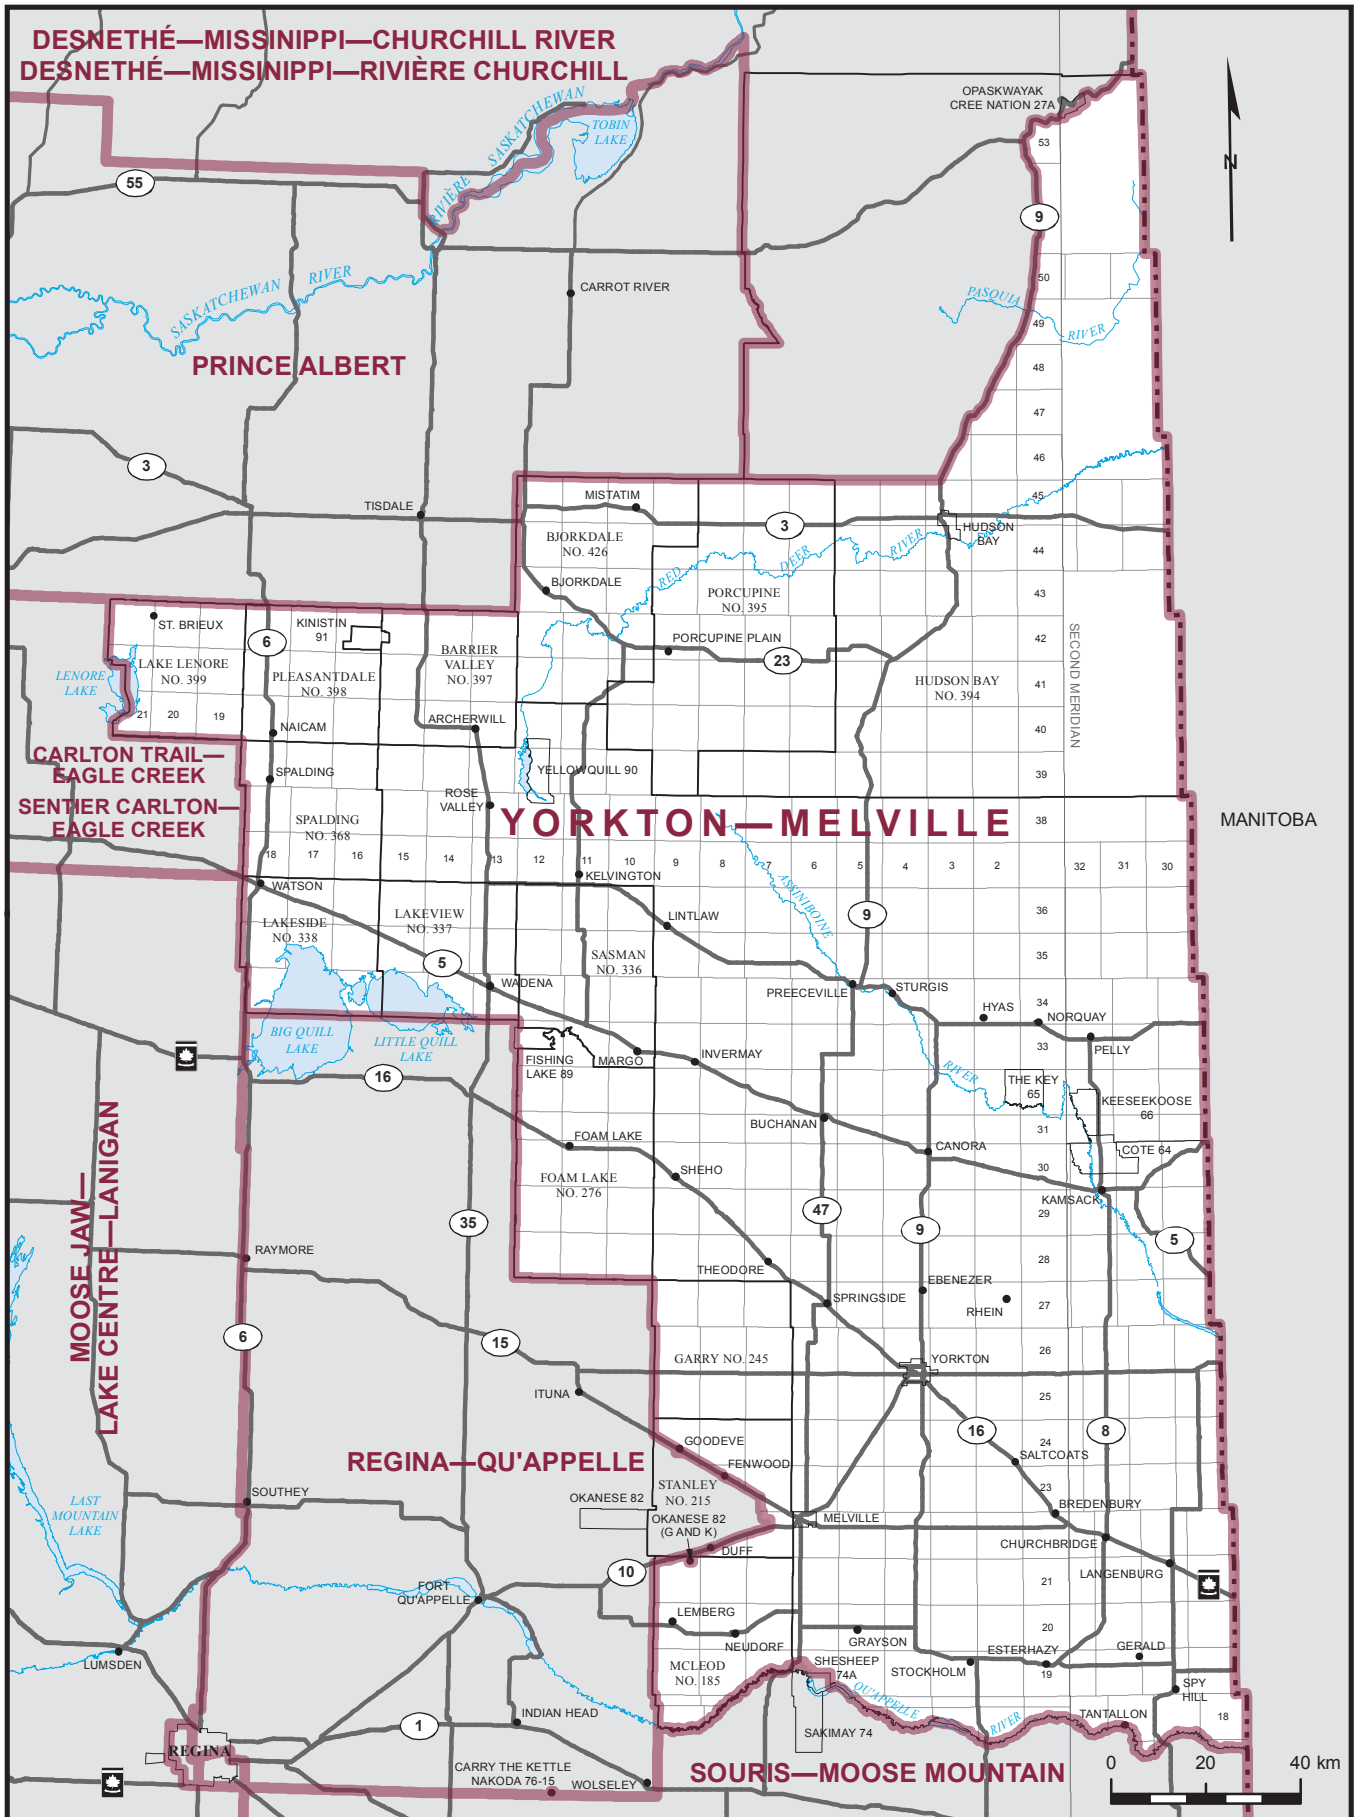 DESNETHÉ—MISSINIPPI—CHURCHILL RIVER
DESNETHÉ—MISSINIPPI—RIVIÈRE CHURCHILL
RIVIÈRE SASKATCHEWAN
TOBIN
LAKE
OPASKWAYAK
CREE NATION 27A
N
53
55
9
SASKATCHEWAN RIVER
CARROT RIVER
50
PASQUIA RIVER
49
PRINCE ALBERT
48
47
46
3
45
TISDALE
MISTATIM
3
HUDSON
BAY
BJORKDALE
NO. 426
RED DEER RIVER
44
BJORKDALE
PORCUPINE
NO. 395
43
ST. BRIEUX
6
KINISTIN
91
PORCUPINE PLAIN
23
42
SECOND MERIDIAN
LENORE
LAKE
LAKE LENORE
NO. 399
PLEASANTDALE
NO. 398
BARRIER
VALLEY
NO. 397
HUDSON BAY
NO. 394
41
21
20
19
NAICAM
ARCHERWILL
40
CARLTON TRAIL—
EAGLE CREEK
SENTIER CARLTON—
EAGLE CREEK
SPALDING
YELLOWQUILL 90
39
ROSE
VALLEY
SPALDING
NO. 368
YORKTON—MELVILLE
38
MANITOBA
18
17
16
15
14
13
12
11
10
9
8
7
6
5
4
3
2
32
31
30
WATSON
KELVINGTON
ASSINIBOINE RIVER
LAKESIDE
NO. 338
LAKEVIEW
NO. 337
LINTLAW
9
36
5
SASMAN
NO. 336
35
WADENA
PREECEVILLE
STURGIS
34
HYAS
NORQUAY
BIG QUILL
LAKE
LITTLE QUILL
LAKE
33
PELLY
FISHING
LAKE 89
MARGO
INVERMAY
16
THE KEY
65
KEESEEKOOSE
66
MOOSE JAW—
LAKE CENTRE—LANIGAN
BUCHANAN
31
FOAM LAKE
CANORA
COTE 64
30
SHEHO
FOAM LAKE
NO. 276
KAMSACK
35
47
9
29
5
RAYMORE
THEODORE
28
EBENEZER
SPRINGSIDE
RHEIN
27
6
15
GARRY NO. 245
YORKTON
26
ITUNA
25
GOODEVE
16
24
8
REGINA—QU'APPELLE
FENWOOD
SALTCOATS
STANLEY
NO. 215
23
SOUTHEY
OKANESE 82
OKANESE 82
(G AND K)
BREDENBURY
LAST
MOUNTAIN
LAKE
MELVILLE
DUFF
CHURCHBRIDGE
10
LANGENBURG
FORT
QU'APPELLE
21
LEMBERG
20
NEUDORF
GRAYSON
GERALD
LUMSDEN
MCLEOD
NO. 185
SHESHEEP
74A
STOCKHOLM
ESTERHAZY
19
SPY
HILL
QU'APPELLE RIVER
INDIAN HEAD
TANTALLON
18
1
SAKIMAY 74
REGINA
CARRY THE KETTLE
NAKODA 76-15
WOLSELEY
SOURIS—MOOSE MOUNTAIN
0 20 40 km